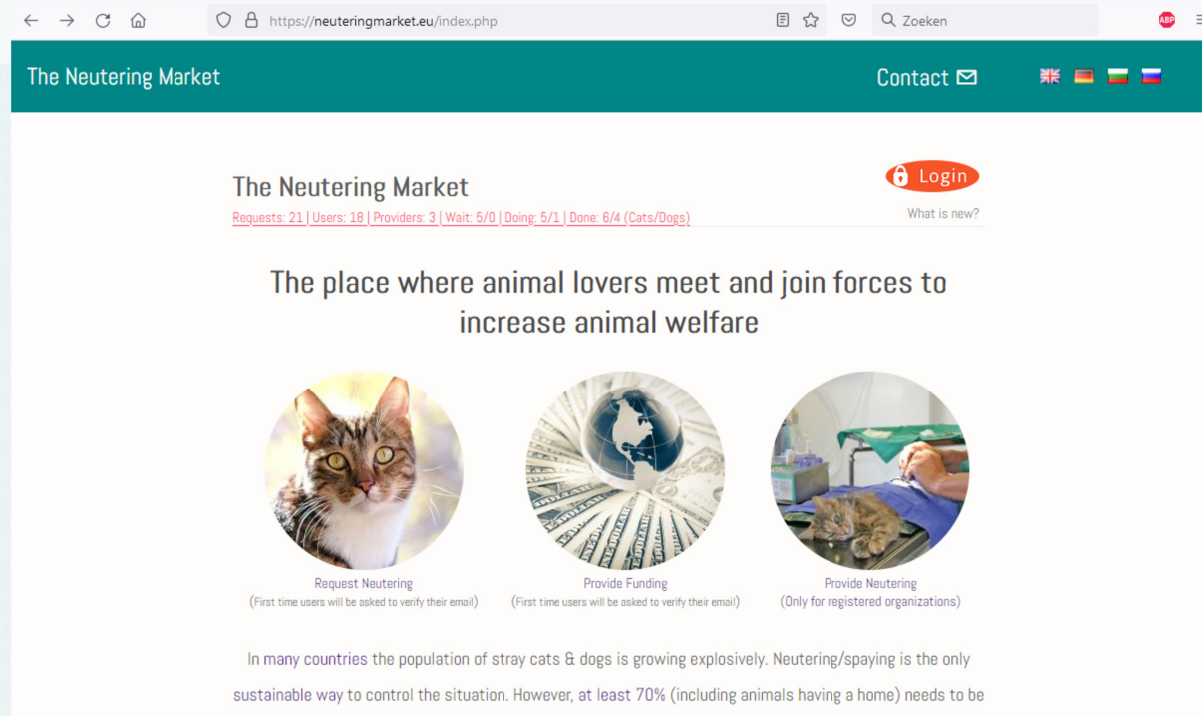 https://neuteringmarket.eu/index.php
Zoeken
ABP
The Neutering Market
Contact
The Neutering Market
Login
Requests: 21 | Users: 18 | Providers: 3 | Wait: 5/0 | Doing: 5/1 | Done: 6/4 (Cats/Dogs)
What is new?
The place where animal lovers meet and join forces to
increase animal welfare
Request Neutering
(First time users will be asked to verify their email)
Provide Funding
(First time users will be asked to verify their email)
Provide Neutering
(Only for registered organizations)
In many countries the population of stray cats & dogs is growing explosively. Neutering/spaying is the only
sustainable way to control the situation. However, at least 70% (including animals having a home) needs to be